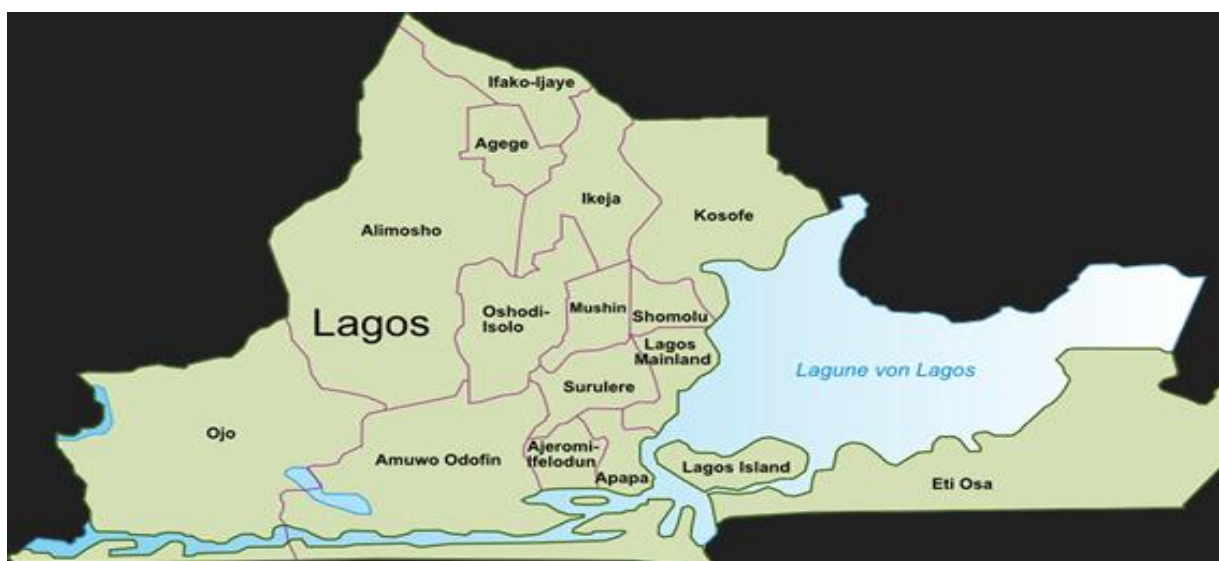 Ifako-Ijaye
Agege
Ikeja
Kosofe
Alimosho
Lagos
Oshodi-
Isolo
Mushin
Shomolu
Lagos
Mainland
Surulere
Lagune von Lagos
Ojo
Amuwo Odofin
Ajeromi-
Ifelodun
Apapa
Lagos Island
Eti Osa